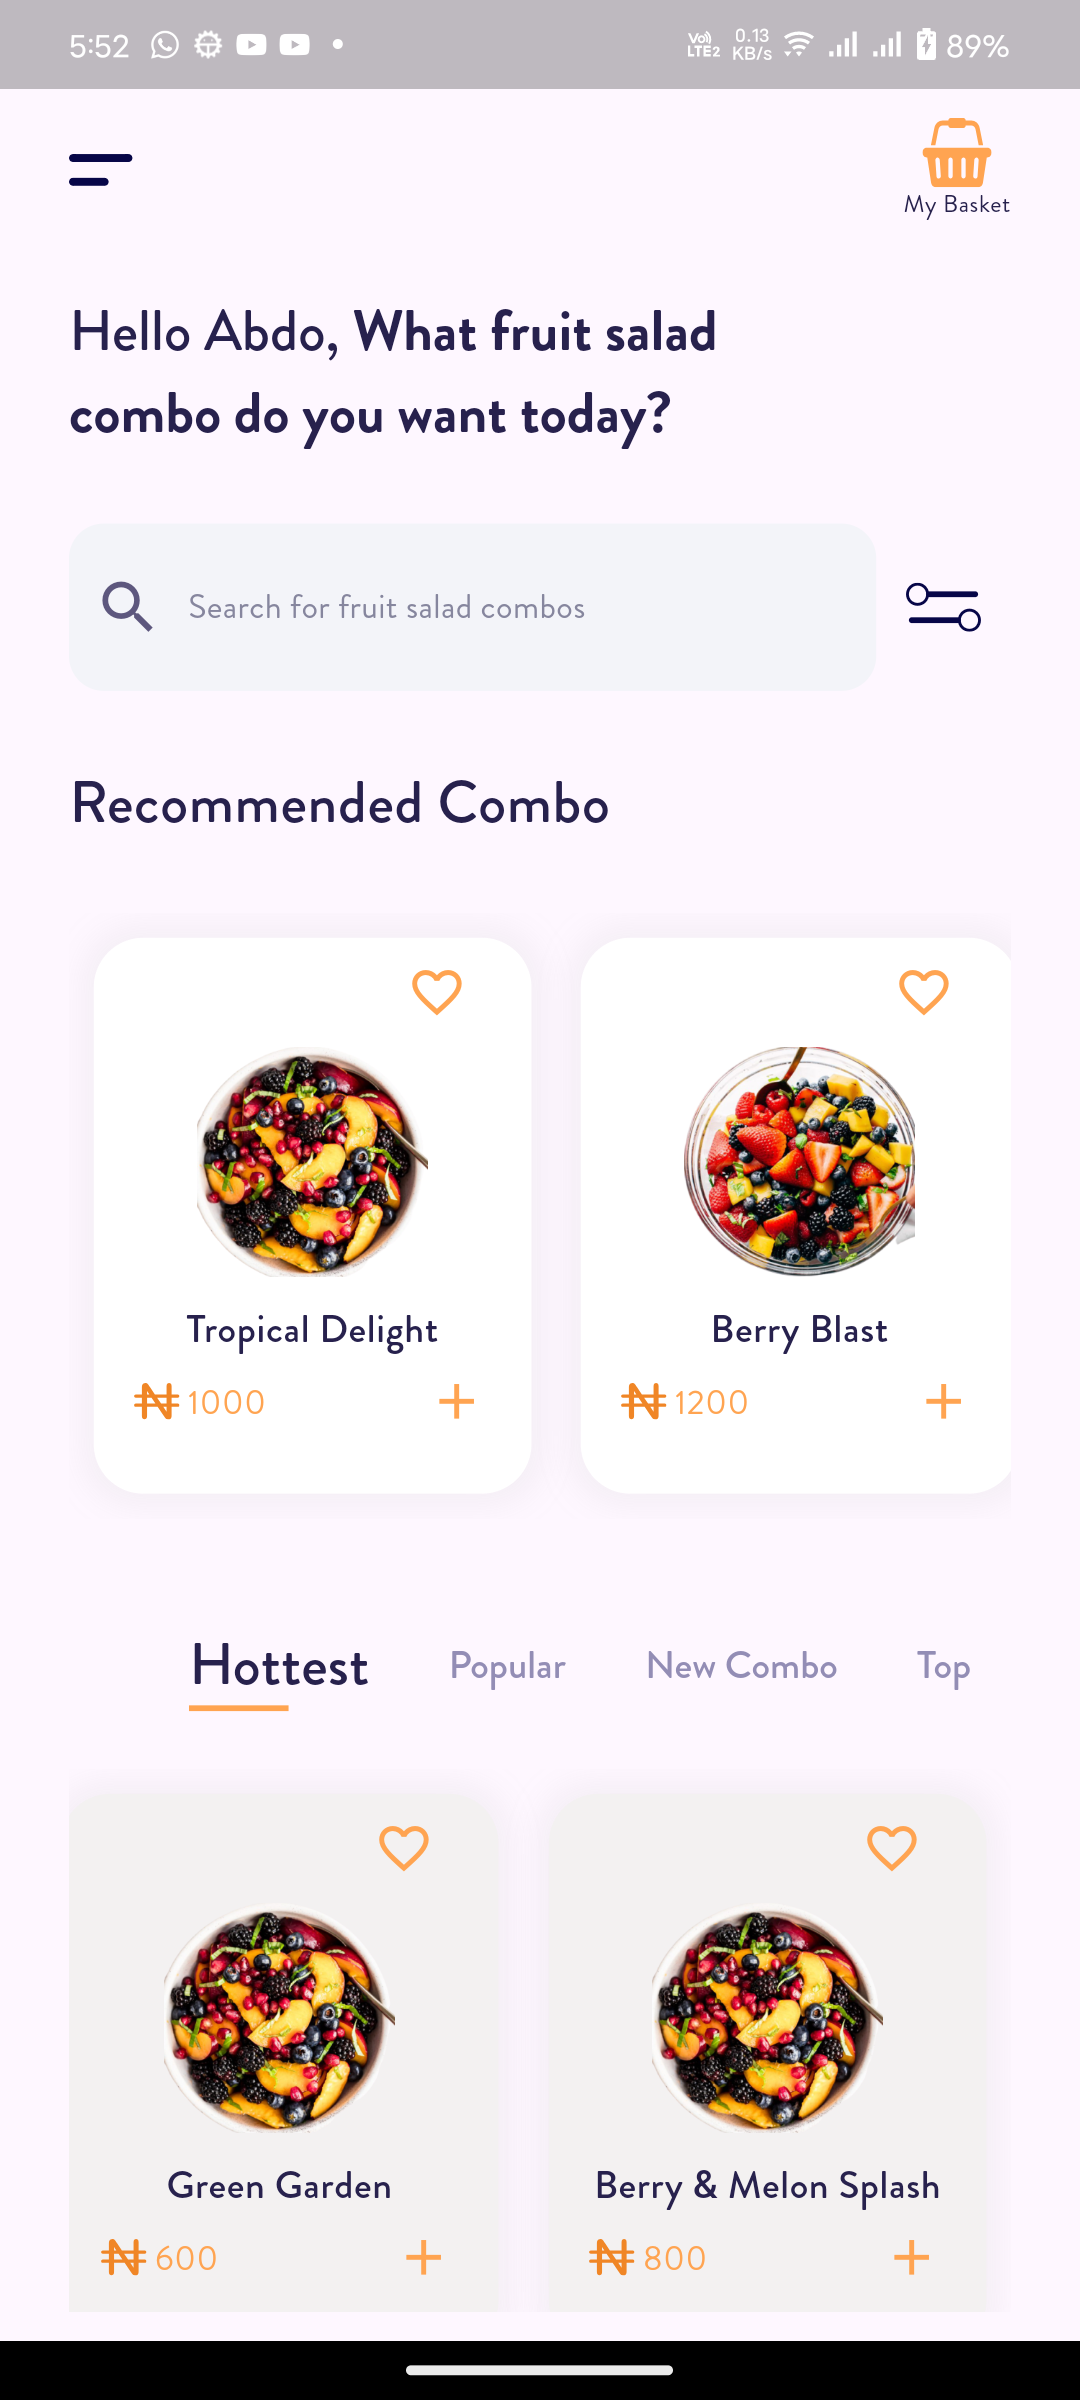 5:52
Vo))
LTE2
0.13
KB/s
89%
My Basket
Hello Abdo, What fruit salad
combo do you want today?
Search for fruit salad combos
Recommended Combo
Tropical Delight
Berry Blast
₦ 1000
₦ 1200
Hottest Popular New Combo Top
Green Garden
Berry & Melon Splash
₦ 600
₦ 800